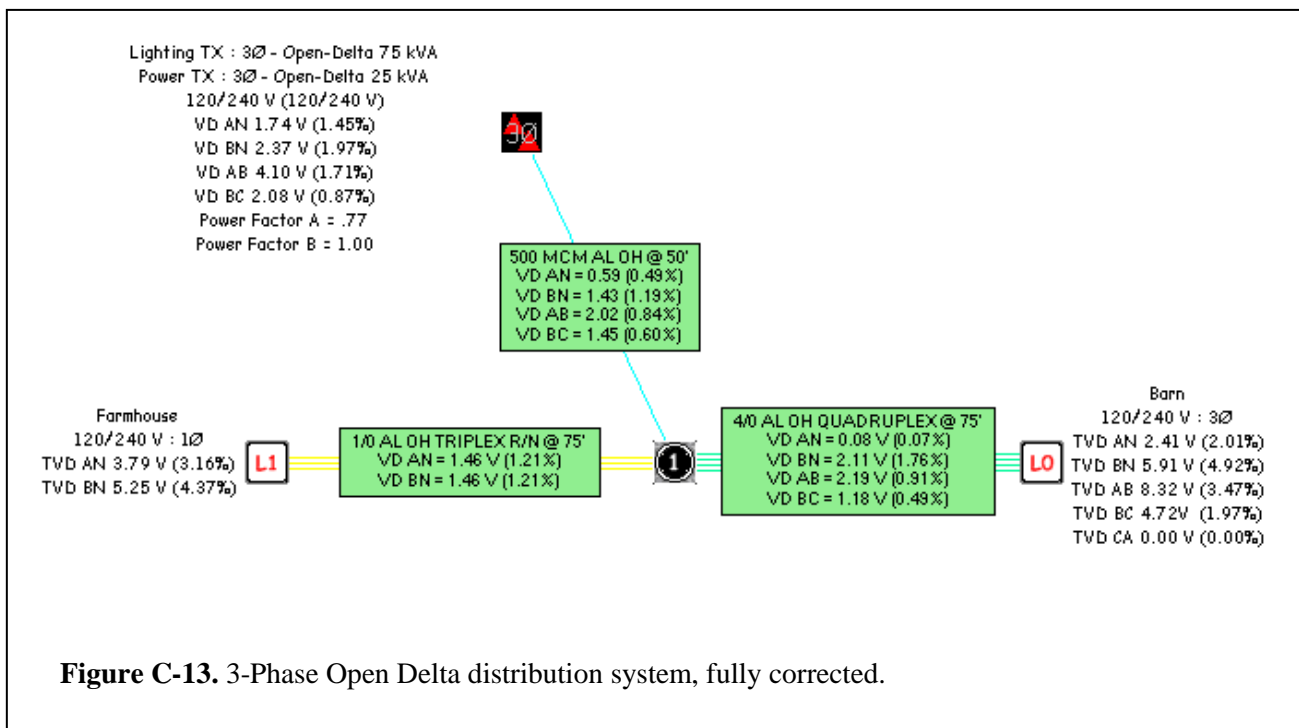 Lighting TX : 3Ø - Open-Delta 75 kVA
Power TX : 3Ø - Open-Delta 25 kVA
120/240 V (120/240 V)
VD AN 1.74 V (1.45%)
VD BN 2.37 V (1.97%)
VD AB 4.10 V (1.71%)
VD BC 2.08 V (0.87%)
Power Factor A = .77
Power Factor B = 1.00
3Ø
500 MCM AL OH @ 50'
VD AN = 0.59 (0.49%)
VD BN = 1.43 (1.19%)
VD AB = 2.02 (0.84%)
VD BC = 1.45 (0.60%)
Farmhouse
120/240 V : 1Ø
TVD AN 3.79 V (3.16%)
TVD BN 5.25 V (4.37%)
L1
1/0 AL OH TRIPLEX R/N @ 75'
VD AN = 1.46 V (1.21%)
VD BN = 1.46 V (1.21%)
1
4/0 AL OH QUADRUPLEX @ 75'
VD AN = 0.08 V (0.07%)
VD BN = 2.11 V (1.76%)
VD AB = 2.19 V (0.91%)
VD BC = 1.18 V (0.49%)
L0
Barn
120/240 V : 3Ø
TVD AN 2.41 V (2.01%)
TVD BN 5.91 V (4.92%)
TVD AB 8.32 V (3.47%)
TVD BC 4.72V (1.97%)
TVD CA 0.00 V (0.00%)
Figure C-13. 3-Phase Open Delta distribution system, fully corrected.